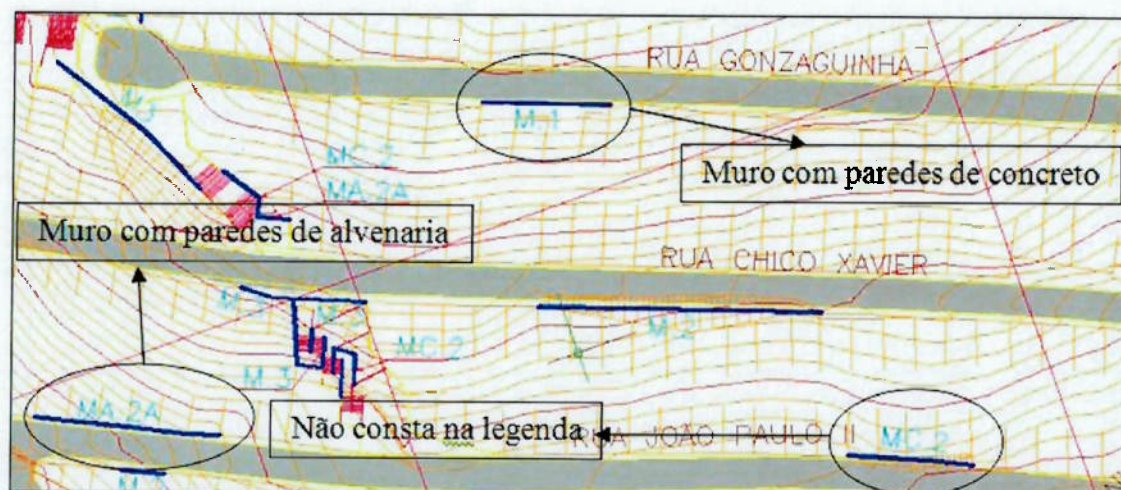 RUA GONZAGUINHA
M.1
MC.2
MA.2A
Muro com paredes de concreto
Muro com paredes de alvenaria
RUA CHICO XAVIER
M.2
MC.2
M.3
MA.2A
Não consta na legenda
RUA JOÃO PAULO II
MC.2